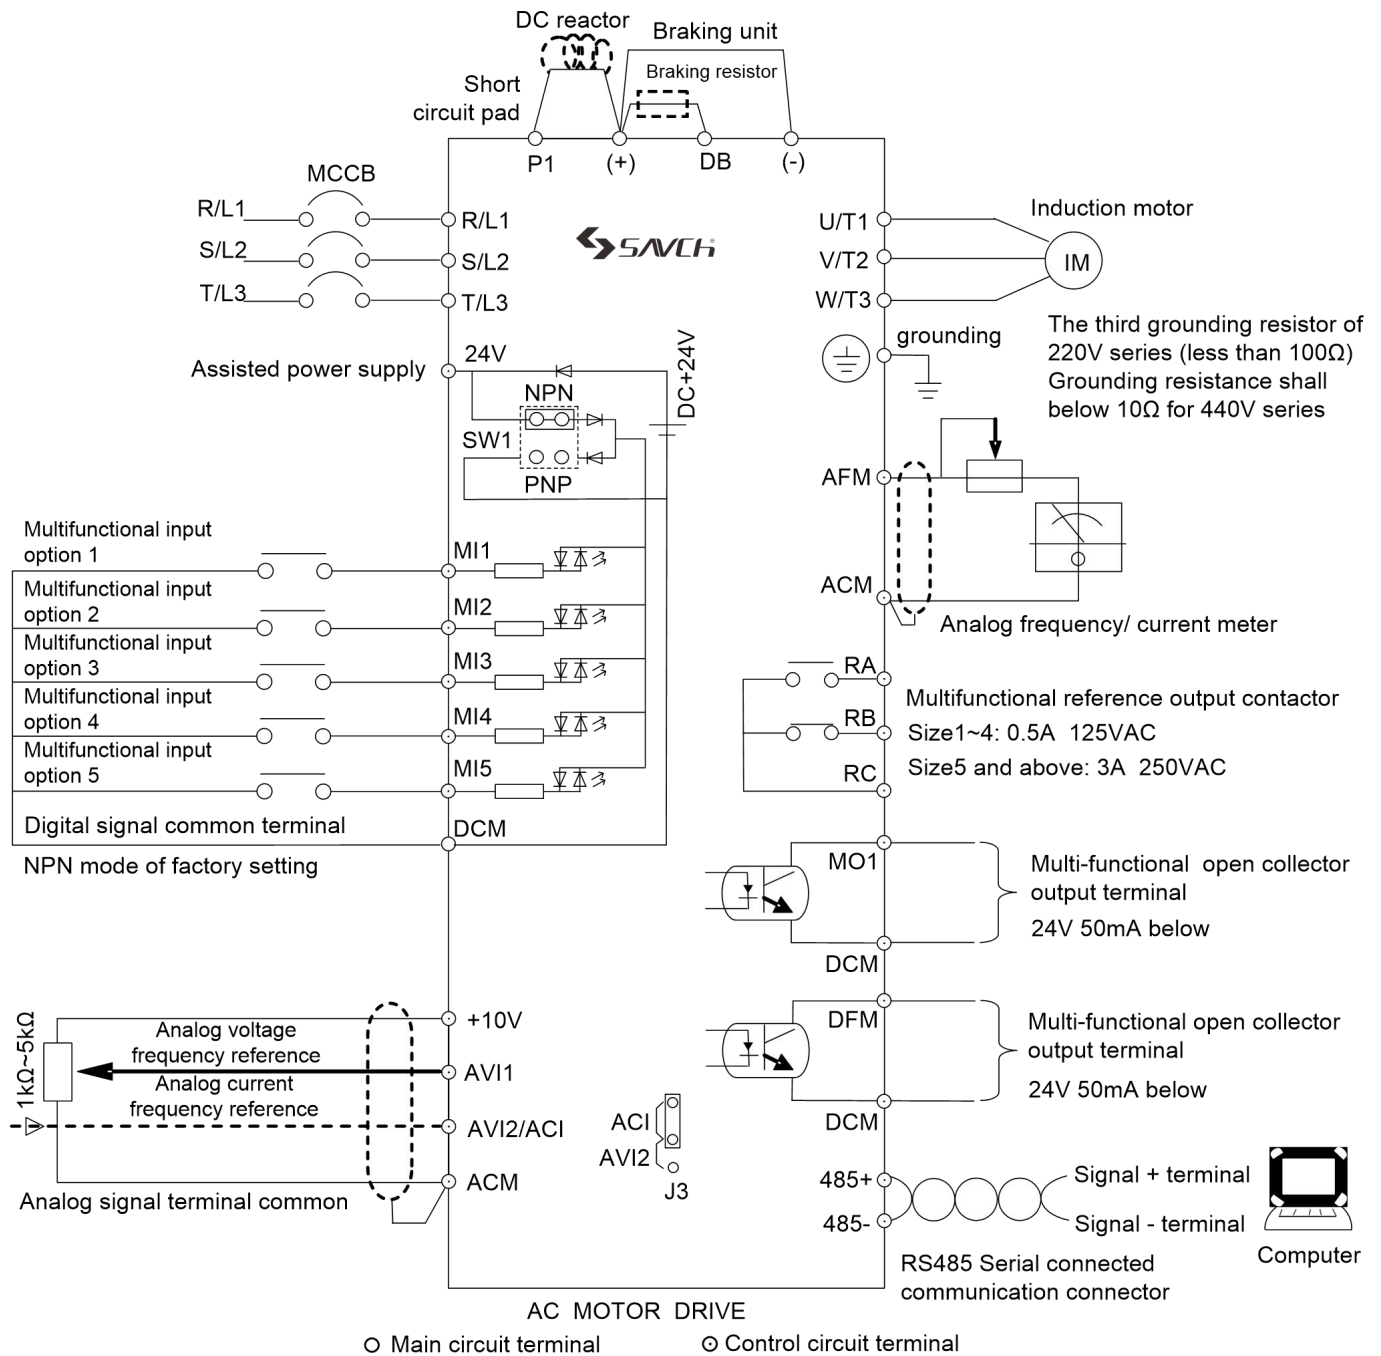 DC reactor
Braking unit
Braking resistor
Short
circuit pad
P1
(+)
DB
(-)
MCCB
R/L1
S/L2
T/L3
R/L1
S/L2
T/L3
SAVCH®
U/T1
V/T2
W/T3
Induction motor
IM
grounding
The third grounding resistor of
220V series (less than 100Ω)
Grounding resistance shall
below 10Ω for 440V series
Assisted power supply
24V
NPN
SW1
PNP
DC+24V
AFM
ACM
Analog frequency/ current meter
Multifunctional input
option 1
Multifunctional input
option 2
Multifunctional input
option 3
Multifunctional input
option 4
Multifunctional input
option 5
MI1
MI2
MI3
MI4
MI5
Digital signal common terminal
DCM
NPN mode of factory setting
RA
RB
RC
Multifunctional reference output contactor
Size1~4: 0.5A 125VAC
Size5 and above: 3A 250VAC
MO1
DCM
Multi-functional open collector
output terminal
24V 50mA below
DFM
DCM
Multi-functional open collector
output terminal
24V 50mA below
1kΩ~5kΩ
Analog voltage
frequency reference
Analog current
frequency reference
+10V
AVI1
AVI2/ACI
ACM
Analog signal terminal common
ACI
AVI2
J3
485+
485-
Signal + terminal
Signal - terminal
Computer
RS485 Serial connected
communication connector
AC MOTOR DRIVE
Main circuit terminal
Control circuit terminal